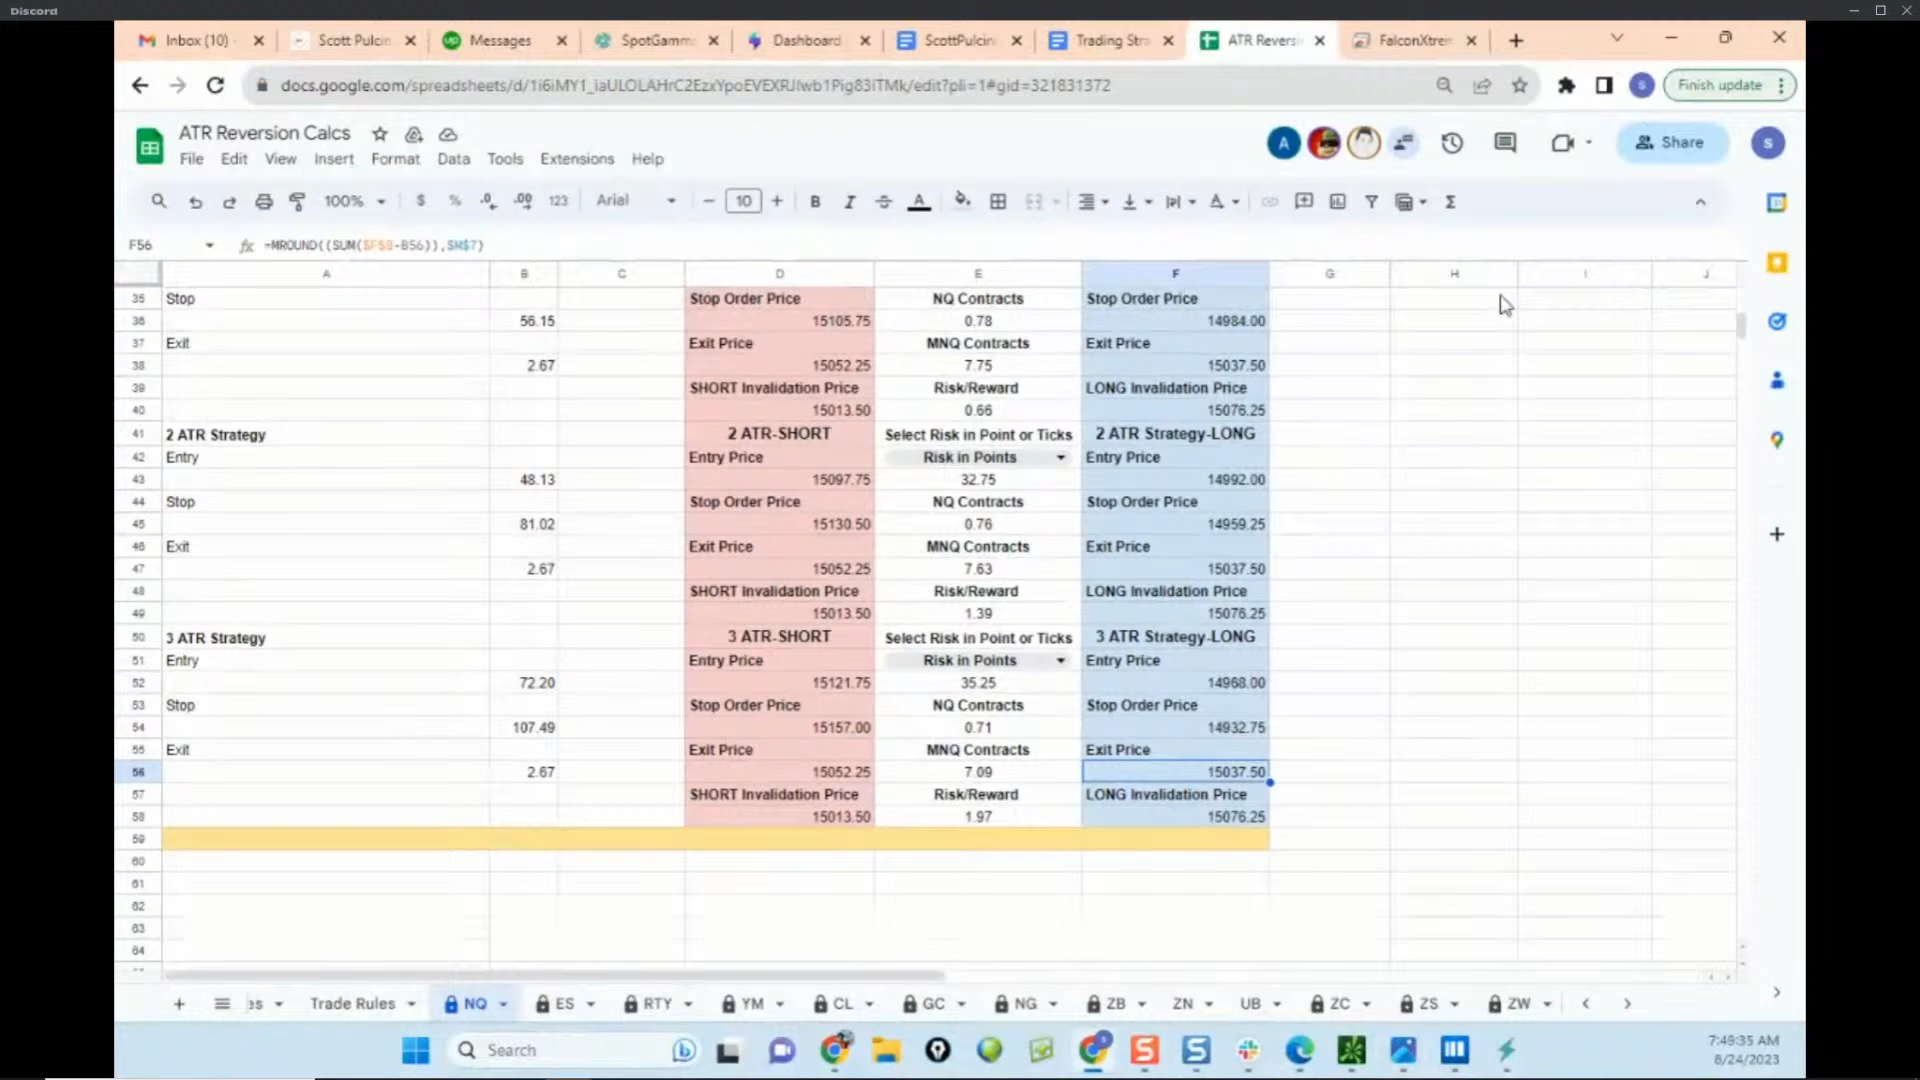 Discord
Inbox (10)
Scott Pulcin
Messages
SpotGamm
Dashboard
ScottPulcin
Trading Stra
ATR Reversi
FalconXtrem
docs.google.com/spreadsheets/d/1i6iMY1_iaULOLAHrC2EzxYpoEVEXRJIwb1Pig83iTMk/edit?pli=1#gid=321831372
Finish update
ATR Reversion Calcs
File Edit View Insert Format Data Tools Extensions Help
A
Share
S
100% $ % .0 .00 123 Arial 10 B I A
F56 fx =MROUND((SUM($F$3-B56)),$M$7)
A B C D E F G H I J
35 Stop Stop Order Price NQ Contracts Stop Order Price
36 56.15 15105.75 0.78 14984.00
37 Exit Exit Price MNQ Contracts Exit Price
38 2.67 15052.25 7.75 15037.50
39 SHORT Invalidation Price Risk/Reward LONG Invalidation Price
40 15013.50 0.66 15076.25
41 2 ATR Strategy 2 ATR-SHORT Select Risk in Point or Ticks 2 ATR Strategy-LONG
42 Entry Entry Price Risk in Points Entry Price
43 48.13 15097.75 32.75 14992.00
44 Stop Stop Order Price NQ Contracts Stop Order Price
45 81.02 15130.50 0.76 14959.25
46 Exit Exit Price MNQ Contracts Exit Price
47 2.67 15052.25 7.63 15037.50
48 SHORT Invalidation Price Risk/Reward LONG Invalidation Price
49 15013.50 1.39 15076.25
50 3 ATR Strategy 3 ATR-SHORT Select Risk in Point or Ticks 3 ATR Strategy-LONG
51 Entry Entry Price Risk in Points Entry Price
52 72.20 15121.75 35.25 14968.00
53 Stop Stop Order Price NQ Contracts Stop Order Price
54 107.49 15157.00 0.71 14932.75
55 Exit Exit Price MNQ Contracts Exit Price
56 2.67 15052.25 7.09 15037.50
57 SHORT Invalidation Price Risk/Reward LONG Invalidation Price
58 15013.50 1.97 15076.25
59
60
61
62
63
64
es Trade Rules NQ ES RTY YM CL GC NG ZB ZN UB ZC ZS ZW
Search
7:49:35 AM
8/24/2023